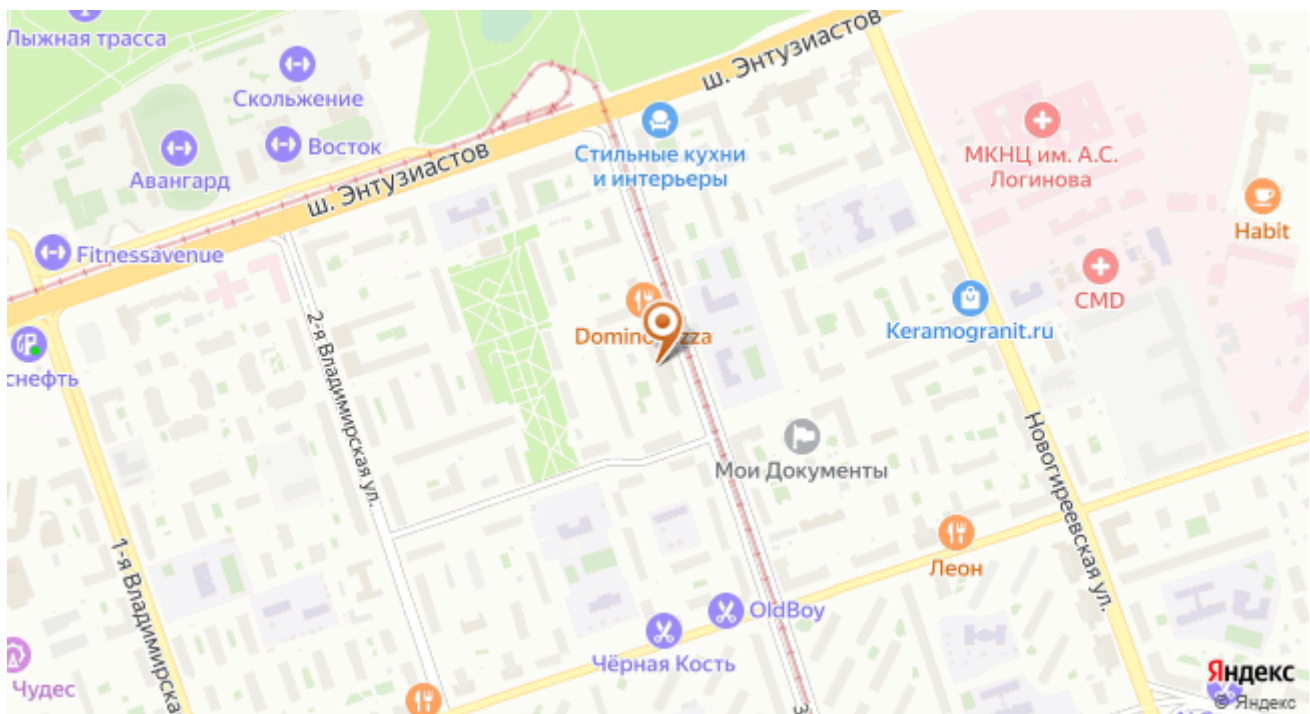 Лыжная трасса
Скольжение
Восток
Авангард
ш. Энтузиастов
ш. Энтузиастов
Стильные кухни
и интерьеры
МКНЦ им. А.С.
Логинова
Habit
CMD
Fitnessavenue
Keramogranit.ru
2-я Владимирская ул.
снефть
Мои Документы
Новогиреевская ул.
Леон
1-я Владимирская
OldBoy
Чёрная Кость
Чудес
Яндекс
© Яндекс